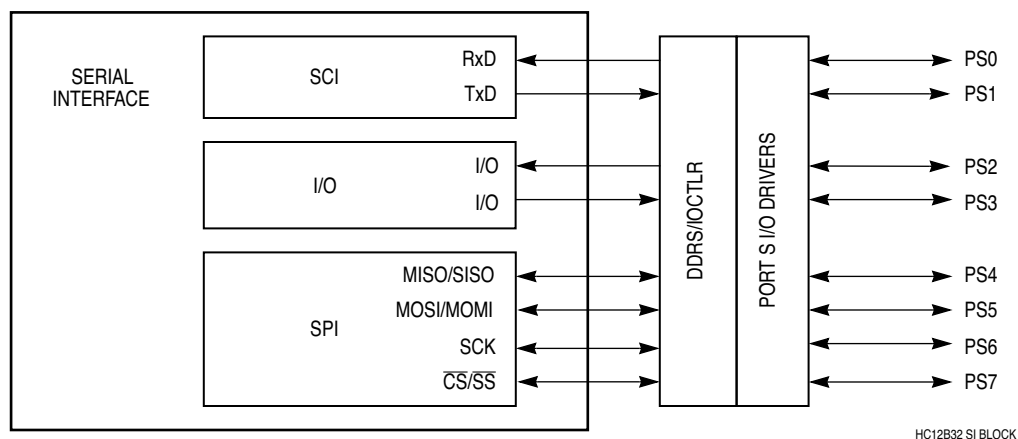 SERIAL
INTERFACE
SCI
RxD
TxD
I/O
I/O
I/O
SPI
MISO/SISO
MOSI/MOMI
SCK
CS/SS
DDRS/IOCTLR
PORT S I/O DRIVERS
PS0
PS1
PS2
PS3
PS4
PS5
PS6
PS7
HC12B32 SI BLOCK